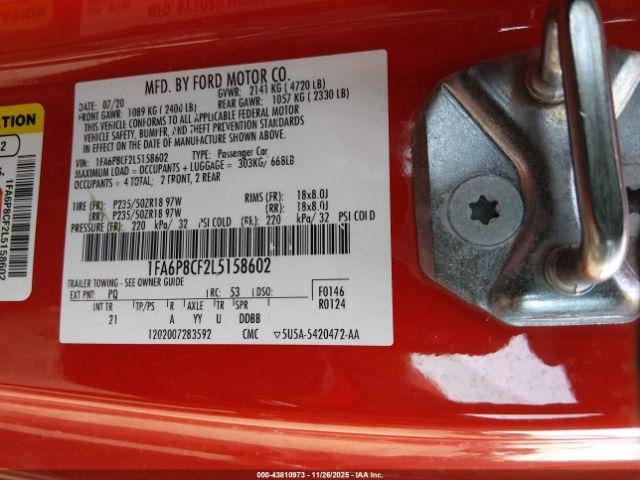 MFD. BY FORD MOTOR CO.
07/20 GVWR: 2141 KG ( 4720 LB)
FRONT GAWR: 1089 KG ( 2400 LB) REAR GAWR: 1057 KG ( 2330 LB)
THIS VEHICLE CONFORMS TO ALL APPLICABLE FEDERAL MOTOR
VEHICLE SAFETY, BUMPER, AND THEFT PREVENTION STANDARDS
IN EFFECT ON THE DATE OF MANUFACTURE SHOWN ABOVE.
VIN: 1FA6P8CF2L5158602 TYPE: Passenger Car
MAXIMUM LOAD = OCCUPANTS + LUGGAGE = 303KG/ 668LB
OCCUPANTS = 4 TOTAL; 2 FRONT, 2 REAR
TIRE (FR): P235/50ZR18 97W RIMS (FR): 18x8.0J
(RR): P235/50ZR18 97W (RR): 18x8.0J
PRESSURE (FR): 220 kPa/ 32 PSI COLD (RR): 220 kPa/ 32 PSI COLD
1FA6P8CF2L5158602
TRAILER TOWING - SEE OWNER GUIDE
EXT PNT: PQ RC: 53 DSO: F0146
INT TR TP/PS R AXLE TR SPR R0124
21 A YY U DDBB
1202007283592 CMC ▽5U5A-5420472-AA
1FA6P8CF2L5158602
000-43810973 - 11/26/2025 - IAA Inc.